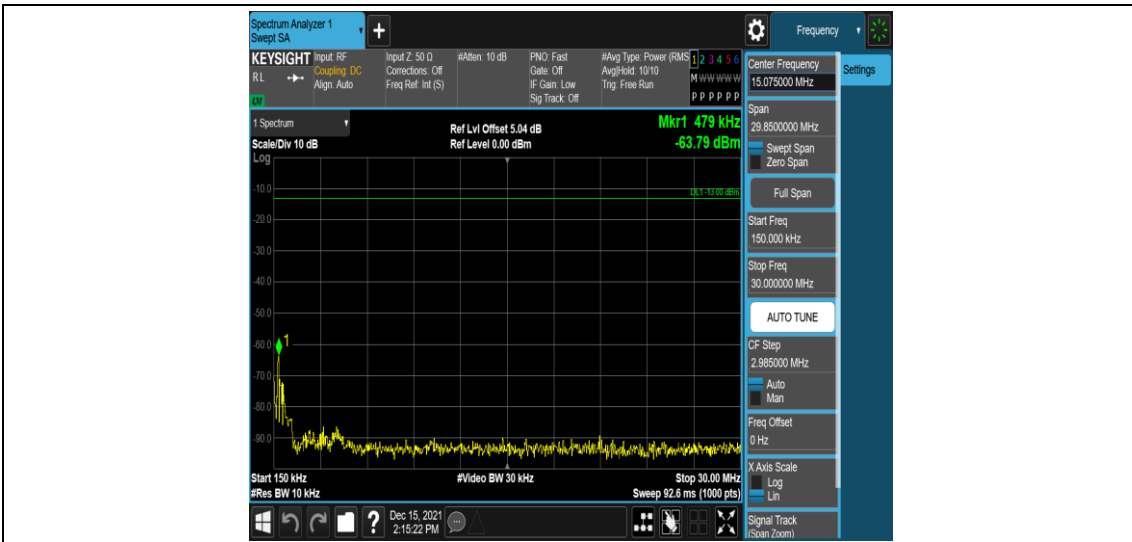 Spectrum Analyzer 1
Swept SA
Frequency
KEYSIGHT
RL
LXI
Input: RF
Coupling: DC
Align: Auto
Input Z: 50 Ω
Corrections: Off
Freq Ref: Int (S)
#Atten: 10 dB
PNO: Fast
Gate: Off
IF Gain: Low
Sig Track: Off
#Avg Type: Power (RMS
Avg|Hold: 10/10
Trig: Free Run
1 2 3 4 5 6
M W W W W W
P P P P P P
1 Spectrum
Scale/Div 10 dB
Log
Ref Lvl Offset 5.04 dB
Ref Level 0.00 dBm
Mkr1 479 kHz
-63.79 dBm
DL1 -13.00 dBm
-10.0
-20.0
-30.0
-40.0
-50.0
-60.0
1
-70.0
-80.0
-90.0
Start 150 kHz
#Res BW 10 kHz
#Video BW 30 kHz
Stop 30.00 MHz
Sweep 92.6 ms (1000 pts)
Dec 15, 2021
2:15:22 PM
Center Frequency
15.075000 MHz
Settings
Span
29.8500000 MHz
Swept Span
Zero Span
Full Span
Start Freq
150.000 kHz
Stop Freq
30.000000 MHz
AUTO TUNE
CF Step
2.985000 MHz
Auto
Man
Freq Offset
0 Hz
X Axis Scale
Log
Lin
Signal Track
(Span Zoom)